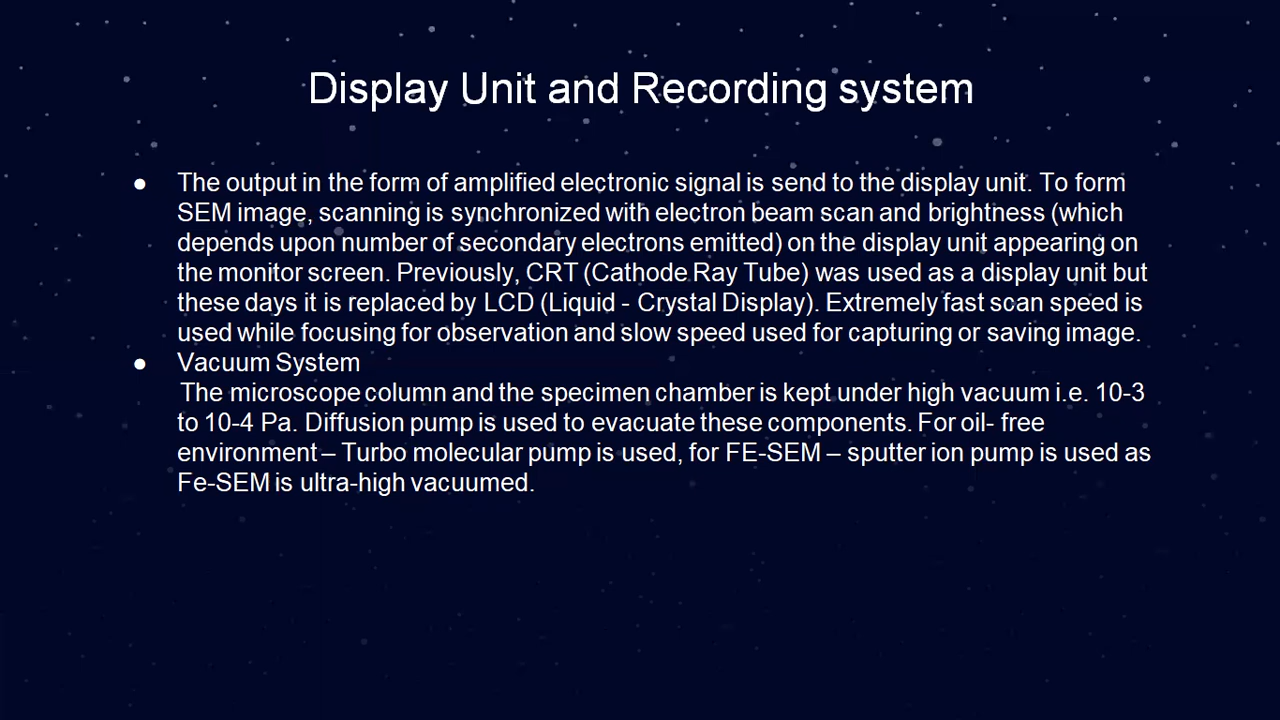 Display Unit and Recording system
● The output in the form of amplified electronic signal is send to the display unit. To form
SEM image, scanning is synchronized with electron beam scan and brightness (which
depends upon number of secondary electrons emitted) on the display unit appearing on
the monitor screen. Previously, CRT (Cathode Ray Tube) was used as a display unit but
these days it is replaced by LCD (Liquid - Crystal Display). Extremely fast scan speed is
used while focusing for observation and slow speed used for capturing or saving image.
● Vacuum System
The microscope column and the specimen chamber is kept under high vacuum i.e. 10-3
to 10-4 Pa. Diffusion pump is used to evacuate these components. For oil- free
environment – Turbo molecular pump is used, for FE-SEM – sputter ion pump is used as
Fe-SEM is ultra-high vacuumed.